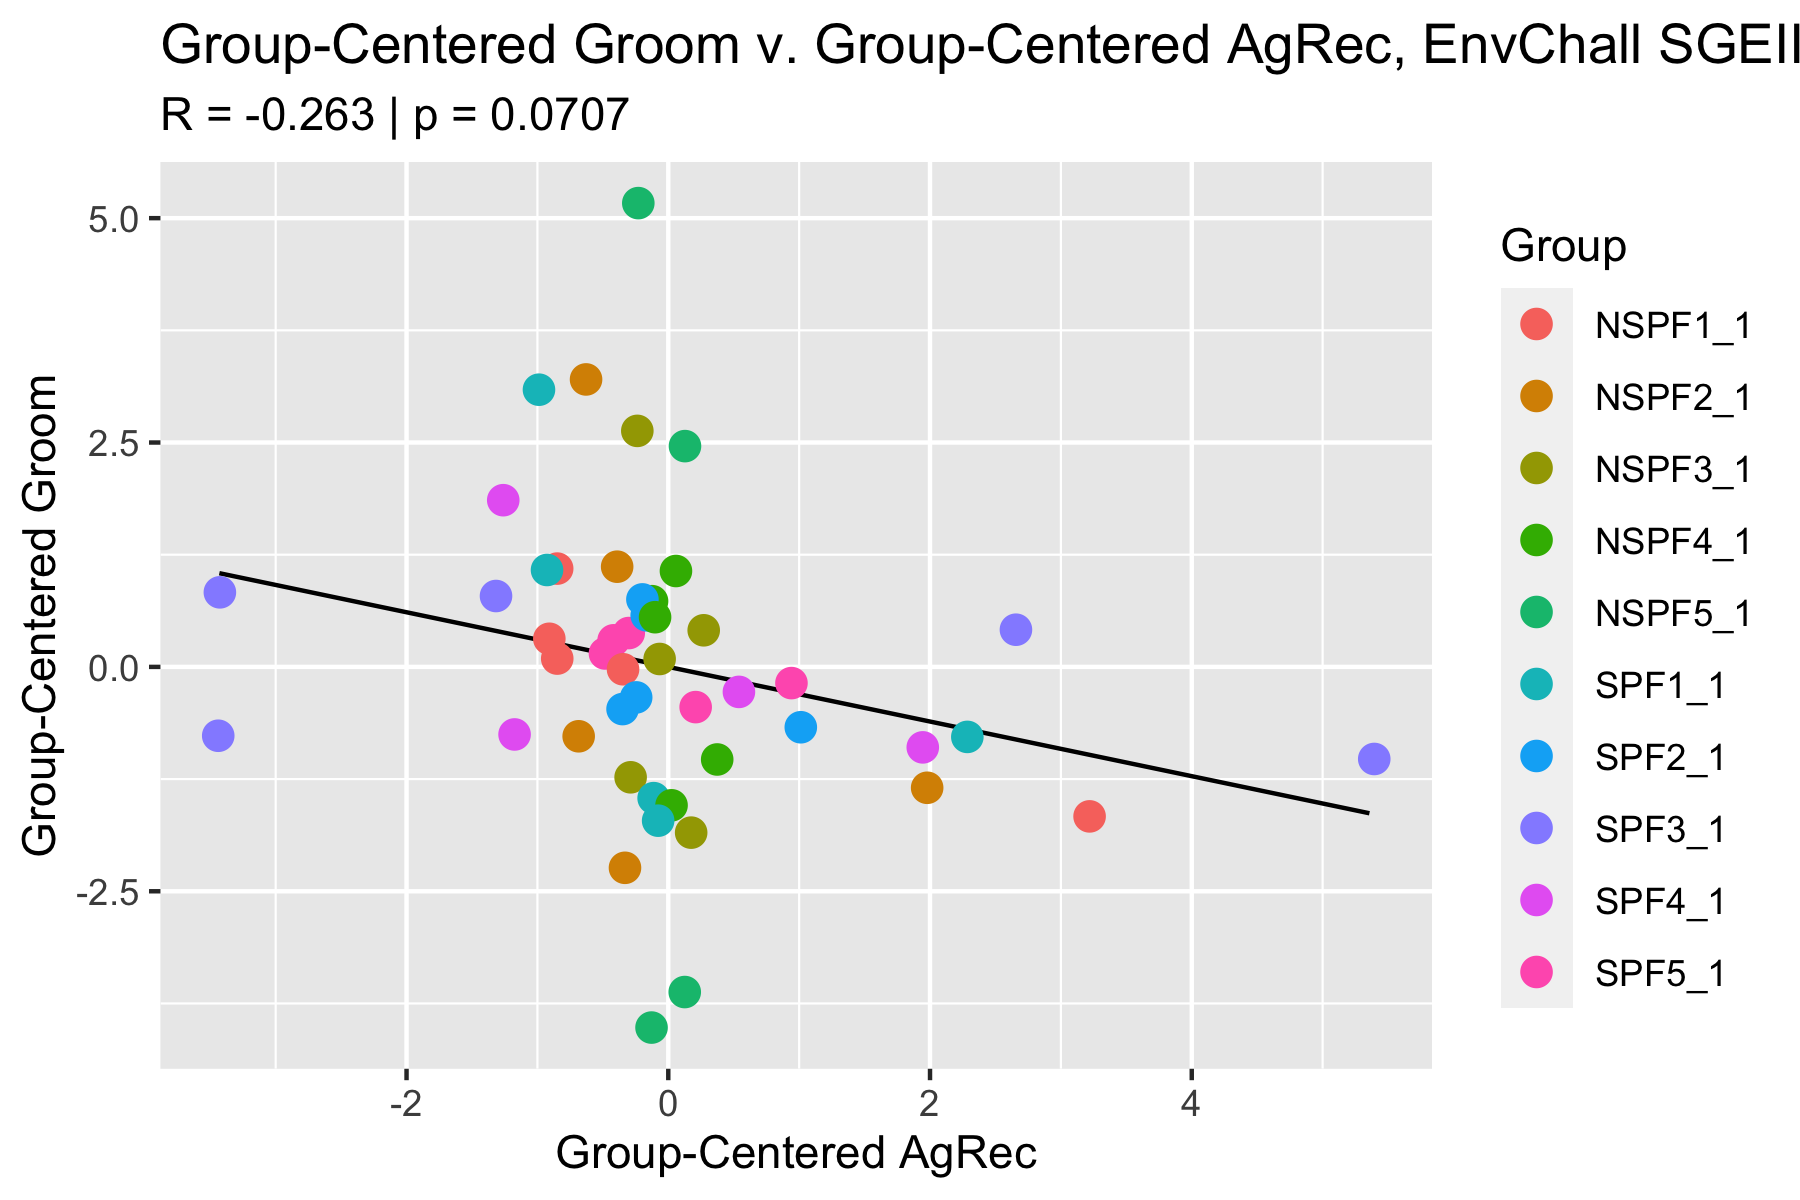 Group-Centered Groom v. Group-Centered AgRec, EnvChall SGEII
R = -0.263 | p = 0.0707
Group-Centered Groom
5.0
2.5
0.0
-2.5
-2
0
2
4
Group-Centered AgRec
Group
NSPF1_1
NSPF2_1
NSPF3_1
NSPF4_1
NSPF5_1
SPF1_1
SPF2_1
SPF3_1
SPF4_1
SPF5_1